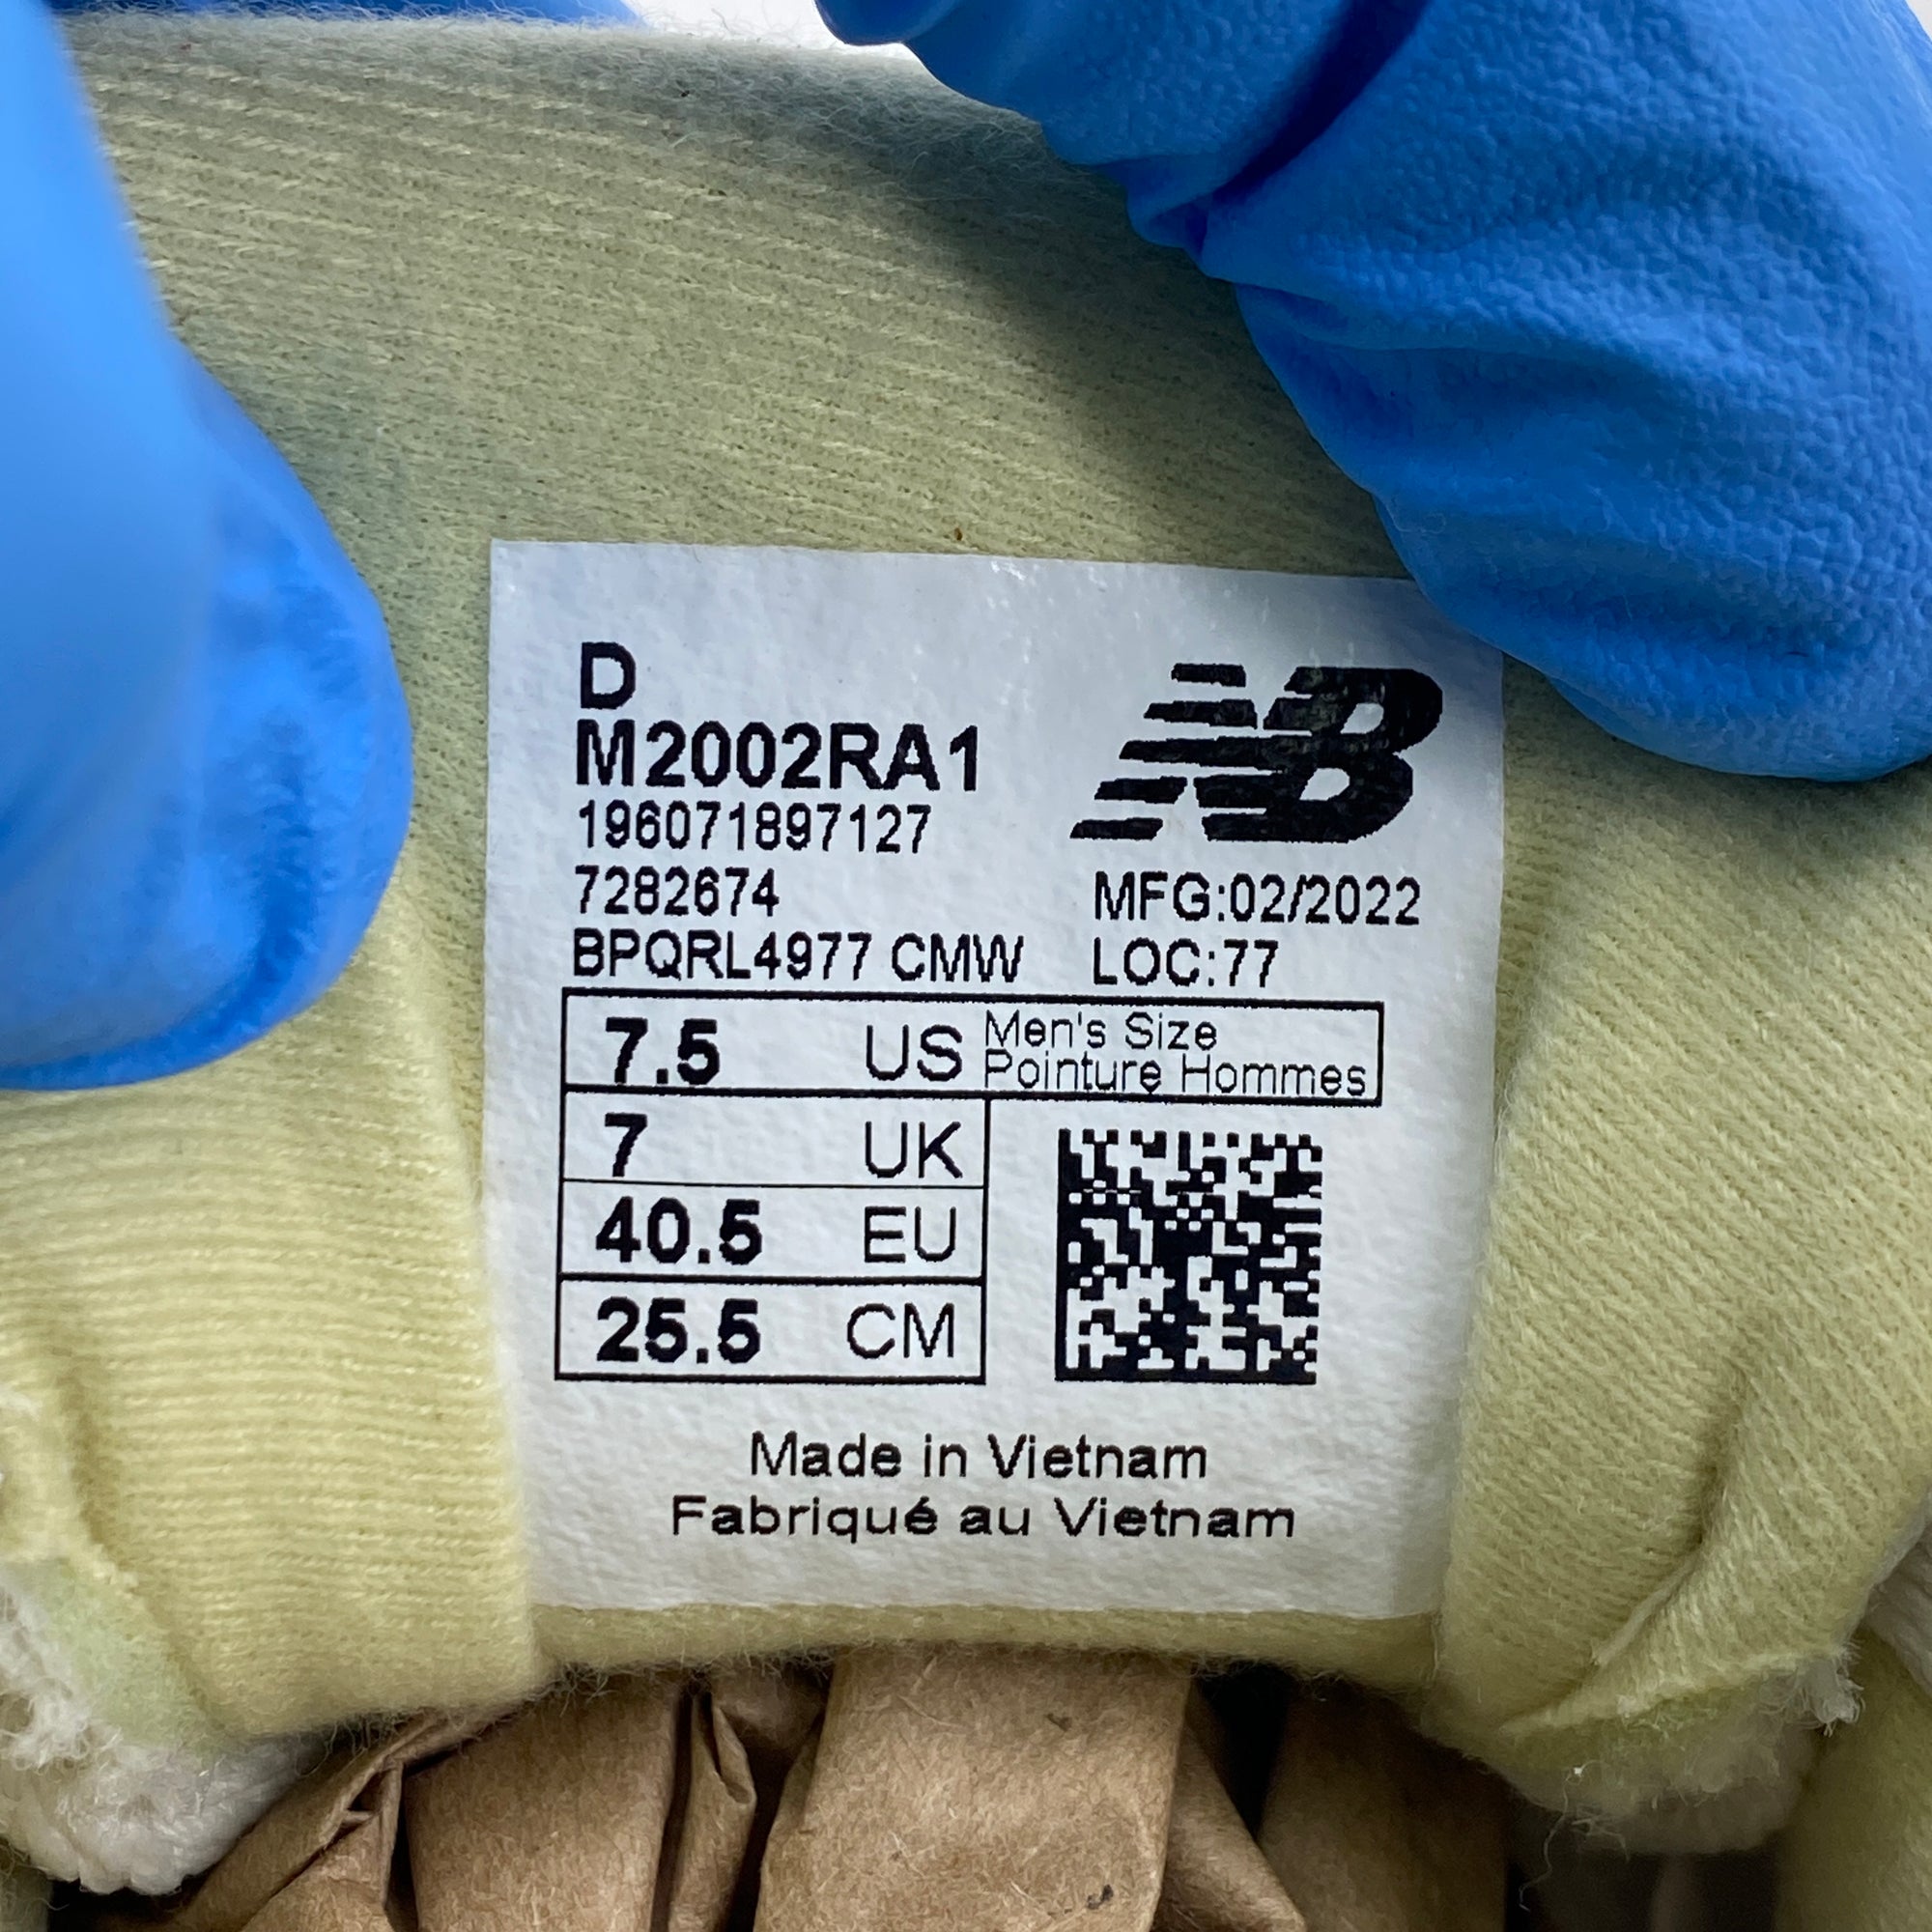 D
M2002RA1
196071897127
7282674
BPQRL4977 CMW
NB
MFG:02/2022
LOC:77
7.5 US Men's Size
Pointure Hommes
7 UK
40.5 EU
25.5 CM
Made in Vietnam
Fabriqué au Vietnam